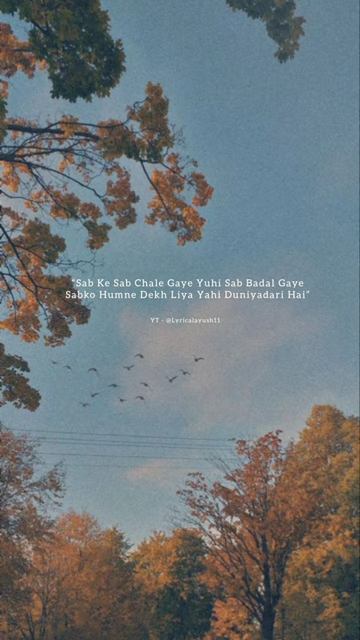 "Sab Ke Sab Chale Gaye Yuhi Sab Badal Gaye
Sabko Humne Dekh Liya Yahi Duniyadari Hai"
YT - @Lyricalayush11